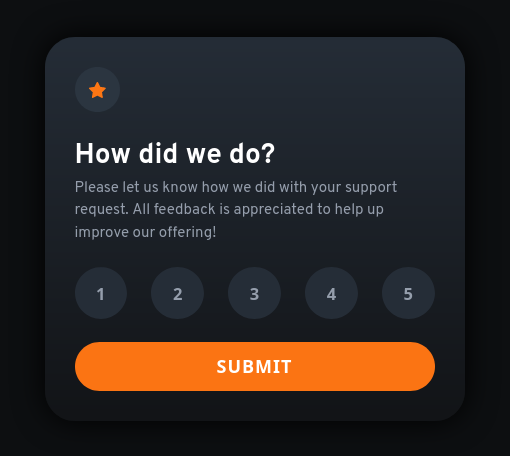 How did we do?
Please let us know how we did with your support
request. All feedback is appreciated to help up
improve our offering!
1 2 3 4 5
SUBMIT